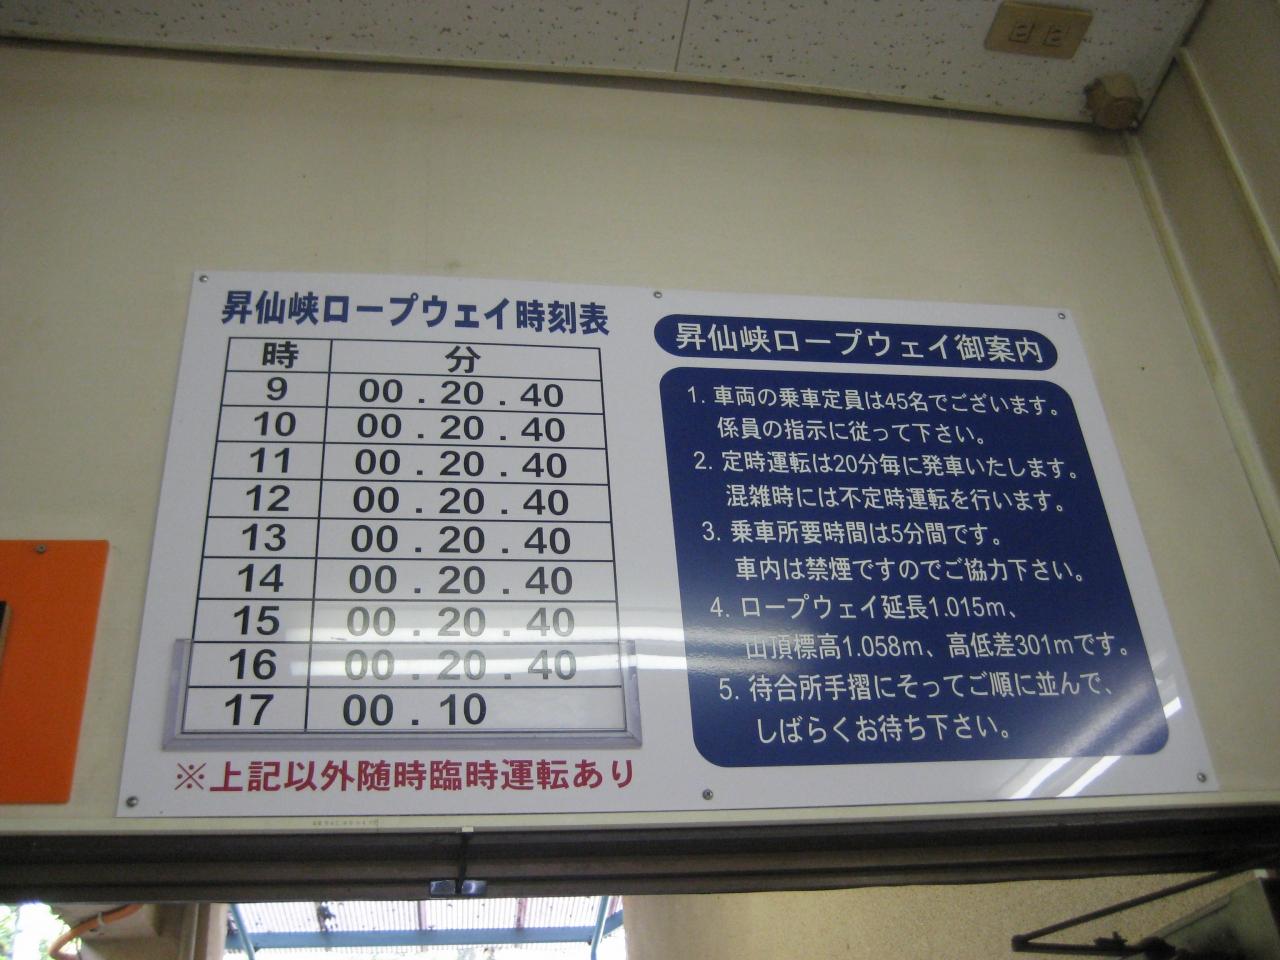 昇仙峡ロープウェイ時刻表
時 分
9 00.20.40
10 00.20.40
11 00.20.40
12 00.20.40
13 00.20.40
14 00.20.40
15 00.20.40
16 00.20.40
17 00.10
※上記以外随時臨時運転あり
昇仙峡ロープウェイ御案内
1. 車両の乗車定員は45名でございます。
係員の指示に従って下さい。
2. 定時運転は20分毎に発車いたします。
混雑時には不定時運転を行います。
3. 乗車所要時間は5分間です。
車内は禁煙ですのでご協力下さい。
4. ロープウェイ延長1.015m、
山頂標高1.058m、高低差301mです。
5. 待合所手摺にそってご順に並んで、
しばらくお待ち下さい。